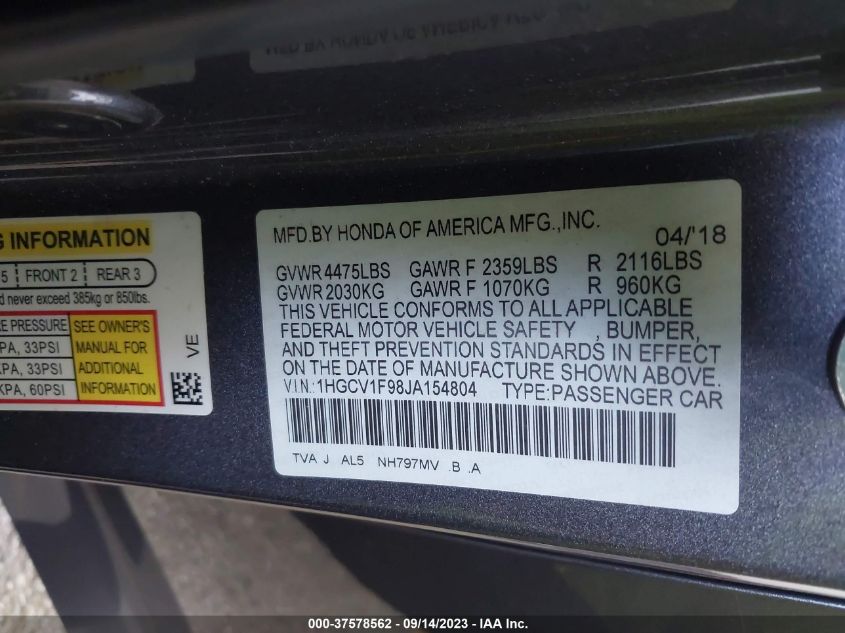 MFD.BY HONDA OF AMERICA MFG.,INC.
04/'18
GVWR 4475LBS GAWR F 2359LBS R 2116LBS
GVWR 2030KG GAWR F 1070KG R 960KG
THIS VEHICLE CONFORMS TO ALL APPLICABLE
FEDERAL MOTOR VEHICLE SAFETY , BUMPER,
AND THEFT PREVENTION STANDARDS IN EFFECT
ON THE DATE OF MANUFACTURE SHOWN ABOVE.
VIN:1HGCV1F98JA154804 TYPE:PASSENGER CAR
TVA J AL5 NH797MV .B .A
INFORMATION
5 FRONT 2 REAR 3
never exceed 385kg or 850lbs.
PRESSURE SEE OWNER'S
33PSI MANUAL FOR
33PSI ADDITIONAL
KPA, 60PSI INFORMATION
VE
000-37578562 - 09/14/2023 - IAA Inc.